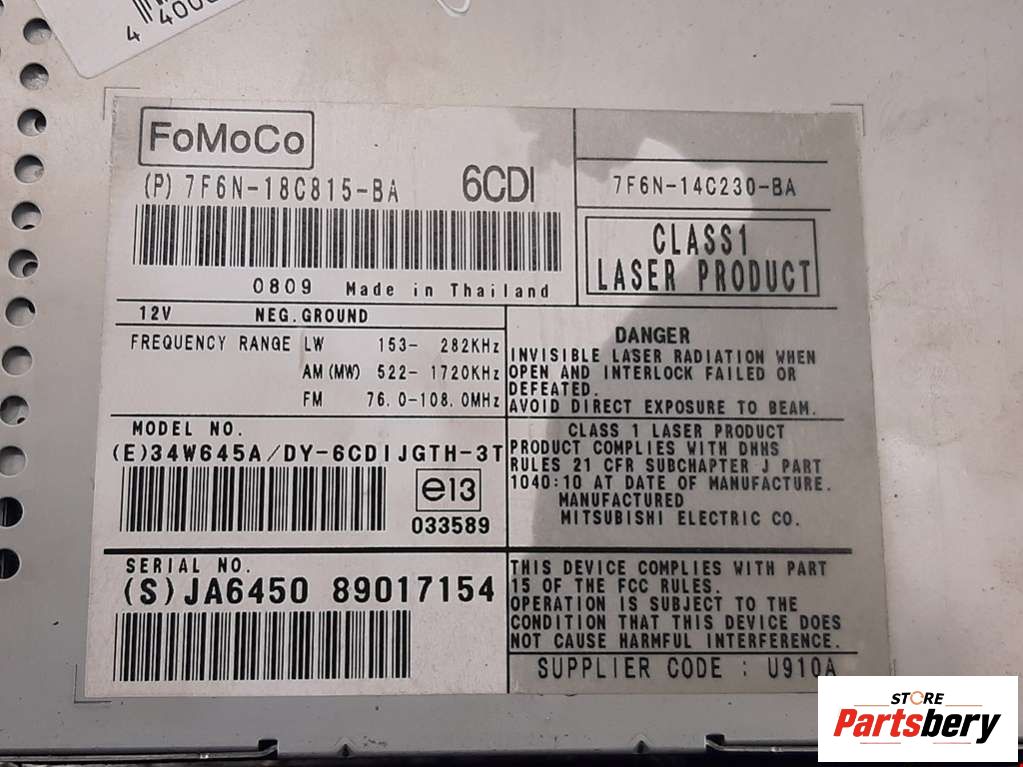 4
FoMoCo
(P) 7F6N-18C815-BA 6CDI
0809 Made in Thailand
7F6N-14C230-BA
CLASS1
LASER PRODUCT
12V NEG.GROUND
FREQUENCY RANGE LW 153- 282KHz
AM(MW) 522- 1720KHz
FM 76.0-108.0MHz
DANGER
INVISIBLE LASER RADIATION WHEN
OPEN AND INTERLOCK FAILED OR
DEFEATED.
AVOID DIRECT EXPOSURE TO BEAM.
MODEL NO.
(E)34W645A/DY-6CDIJGTH-3T
e13
033589
CLASS 1 LASER PRODUCT
PRODUCT COMPLIES WITH DHHS
RULES 21 CFR SUBCHAPTER J PART
1040:10 AT DATE OF MANUFACTURE.
MANUFACTURED
MITSUBISHI ELECTRIC CO.
SERIAL NO.
(S)JA6450 89017154
THIS DEVICE COMPLIES WITH PART
15 OF THE FCC RULES.
OPERATION IS SUBJECT TO THE
CONDITION THAT THIS DEVICE DOES
NOT CAUSE HARMFUL INTERFERENCE.
SUPPLIER CODE : U910A
STORE
Partsbery